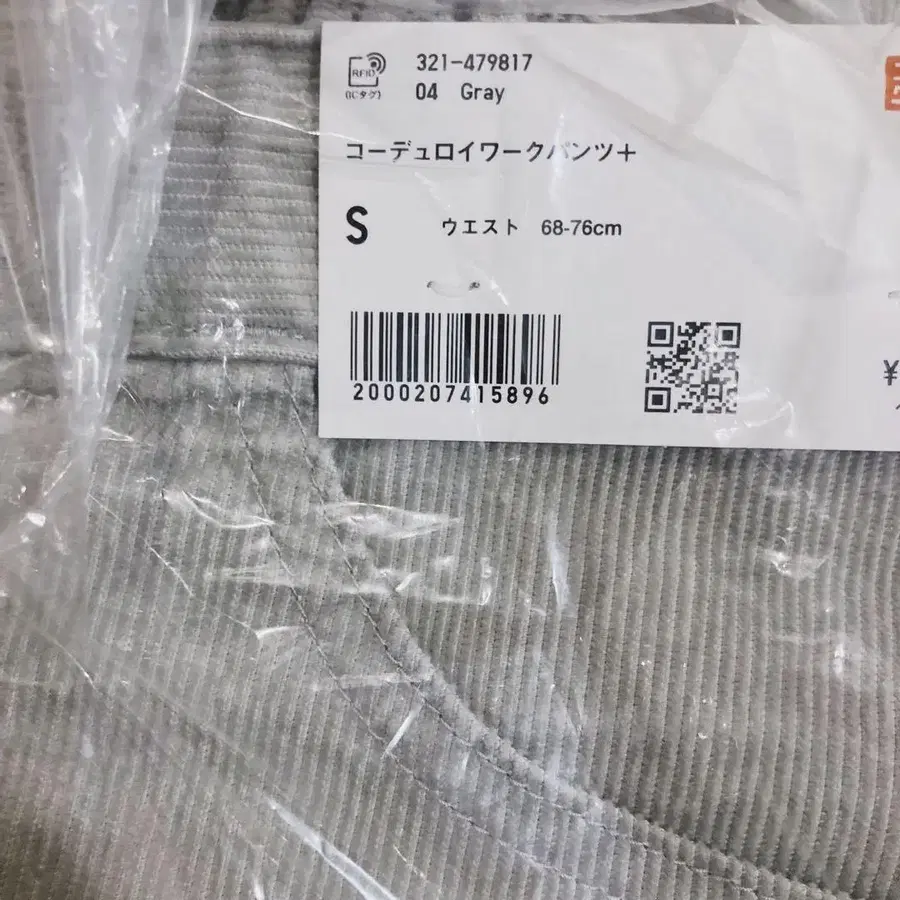 RFID
(ICタグ)
321-479817
04 Gray
コーデュロイワークパンツ+
S ウエスト 68-76cm
2000207415896
¥